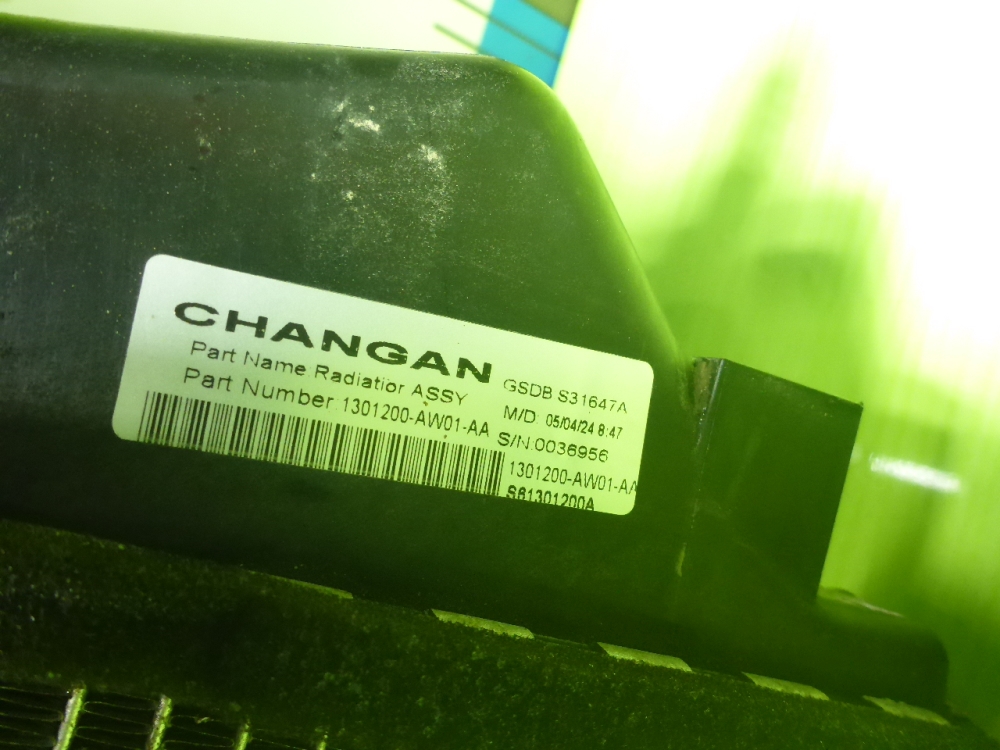 CHANGAN
Part Name Radiatior ASSY
Part Number:1301200-AW01-AA
GSDB S31647A
M/D: 05/04/24 8:47
S/N:0036956
1301200-AW01-AA
S61301200A